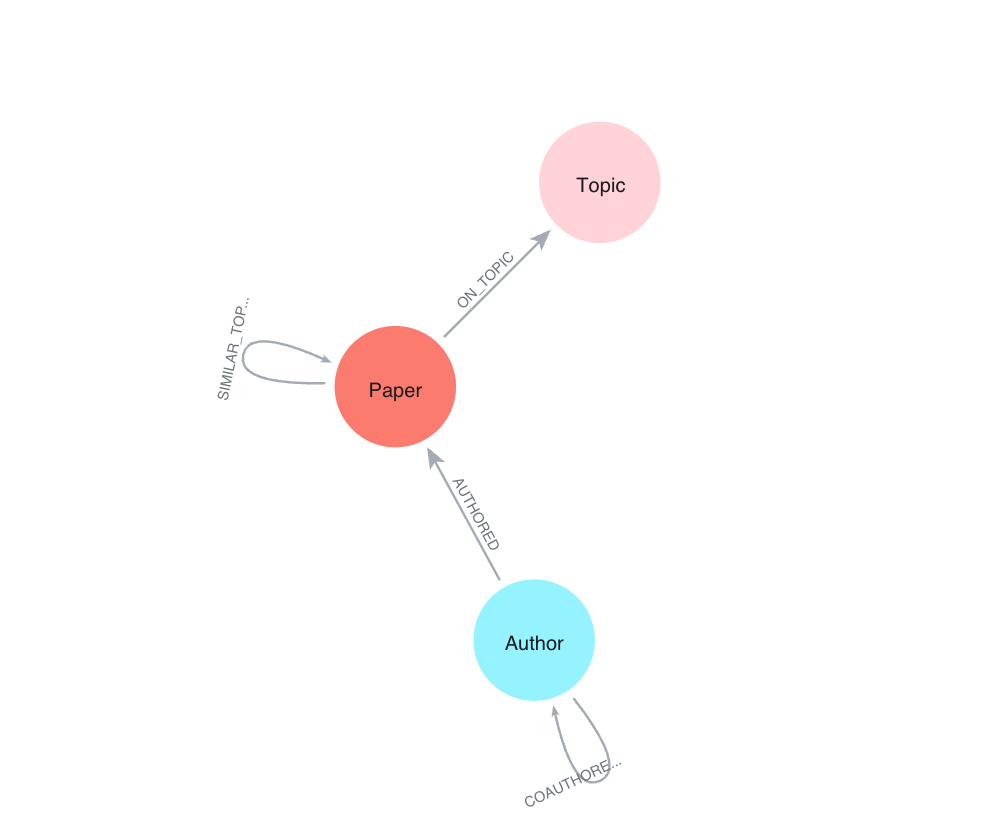 Topic
ON_TOPIC
SIMILAR_TOP...
Paper
AUTHORED
Author
COAUTHORE...